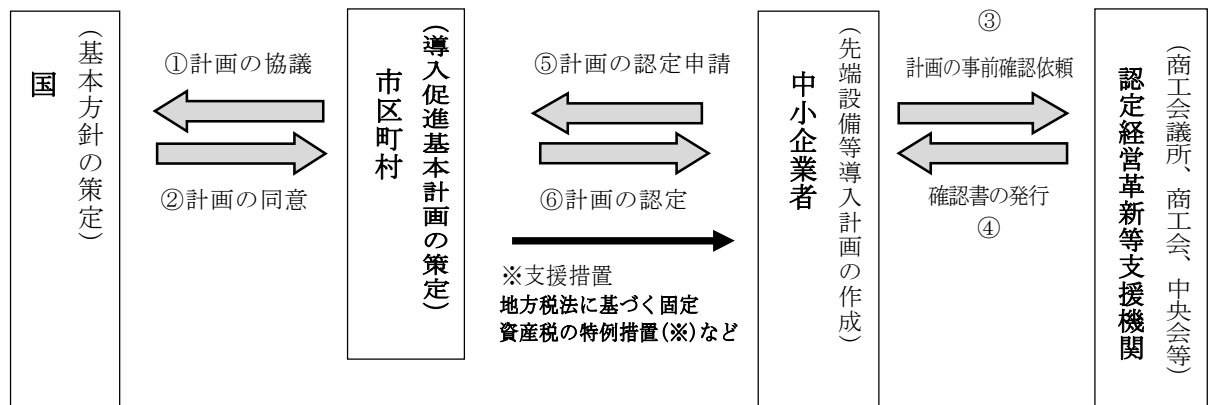 国
(基本方針の策定)
①計画の協議
②計画の同意
市区町村
(導入促進基本計画の策定)
⑤計画の認定申請
⑥計画の認定
※支援措置
地方税法に基づく固定
資産税の特例措置(※)など
中小企業者
(先端設備等導入計画の作成)
③
計画の事前確認依頼
確認書の発行
④
認定経営革新等支援機関
(商工会議所、商工会、中央会等)